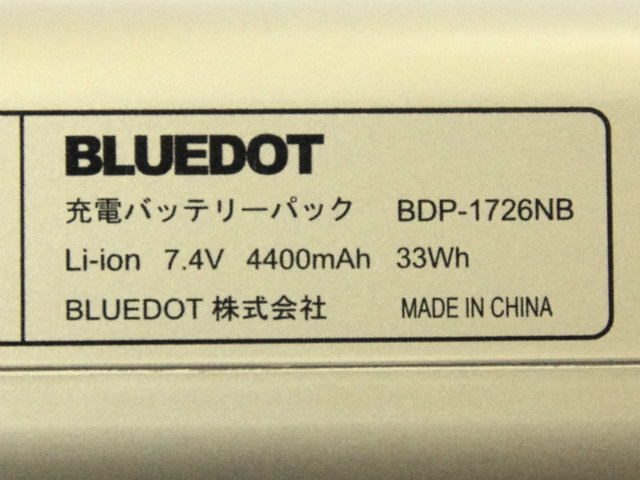 BLUEDOT
充電バッテリーパック BDP-1726NB
Li-ion 7.4V 4400mAh 33Wh
BLUEDOT 株式会社 MADE IN CHINA